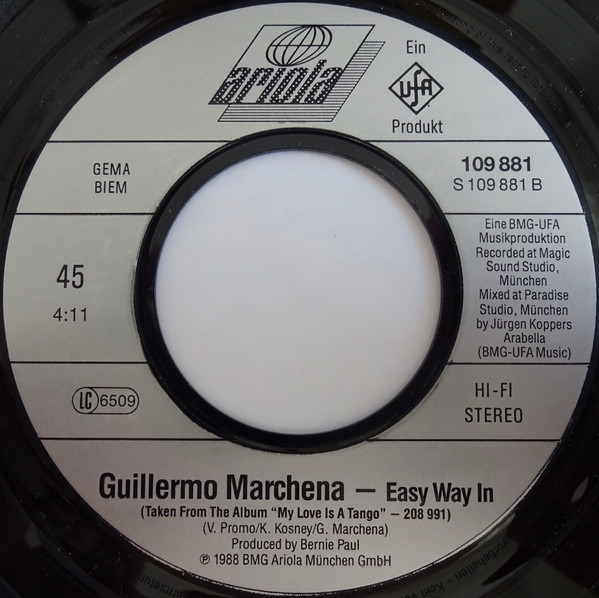 ariola
Ein
UFA
Produkt
GEMA
BIEM
109 881
S 109 881 B
45
4:11
Eine BMG-UFA
Musikproduktion
Recorded at Magic
Sound Studio,
München
Mixed at Paradise
Studio, München
by Jürgen Koppers
Arabella
(BMG-UFA Music)
LC 6509
HI-FI
STEREO
Guillermo Marchena – Easy Way In
(Taken From The Album "My Love Is A Tango" – 208 991)
(V. Promo/K. Kosney/G. Marchena)
Produced by Bernie Paul
℗ 1988 BMG Ariola München GmbH